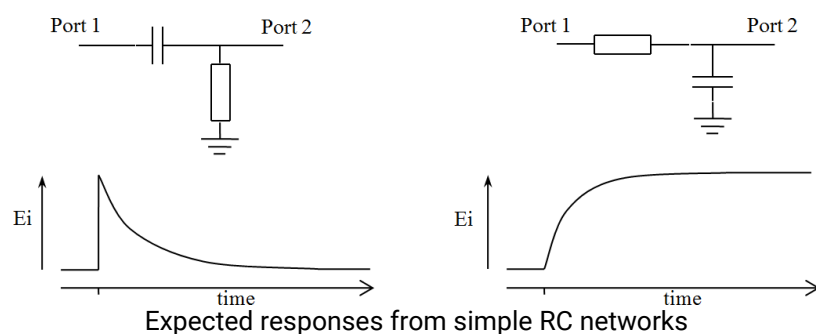 Port 1 Port 2
Port 1 Port 2
Ei
Ei
time
time
Expected responses from simple RC networks